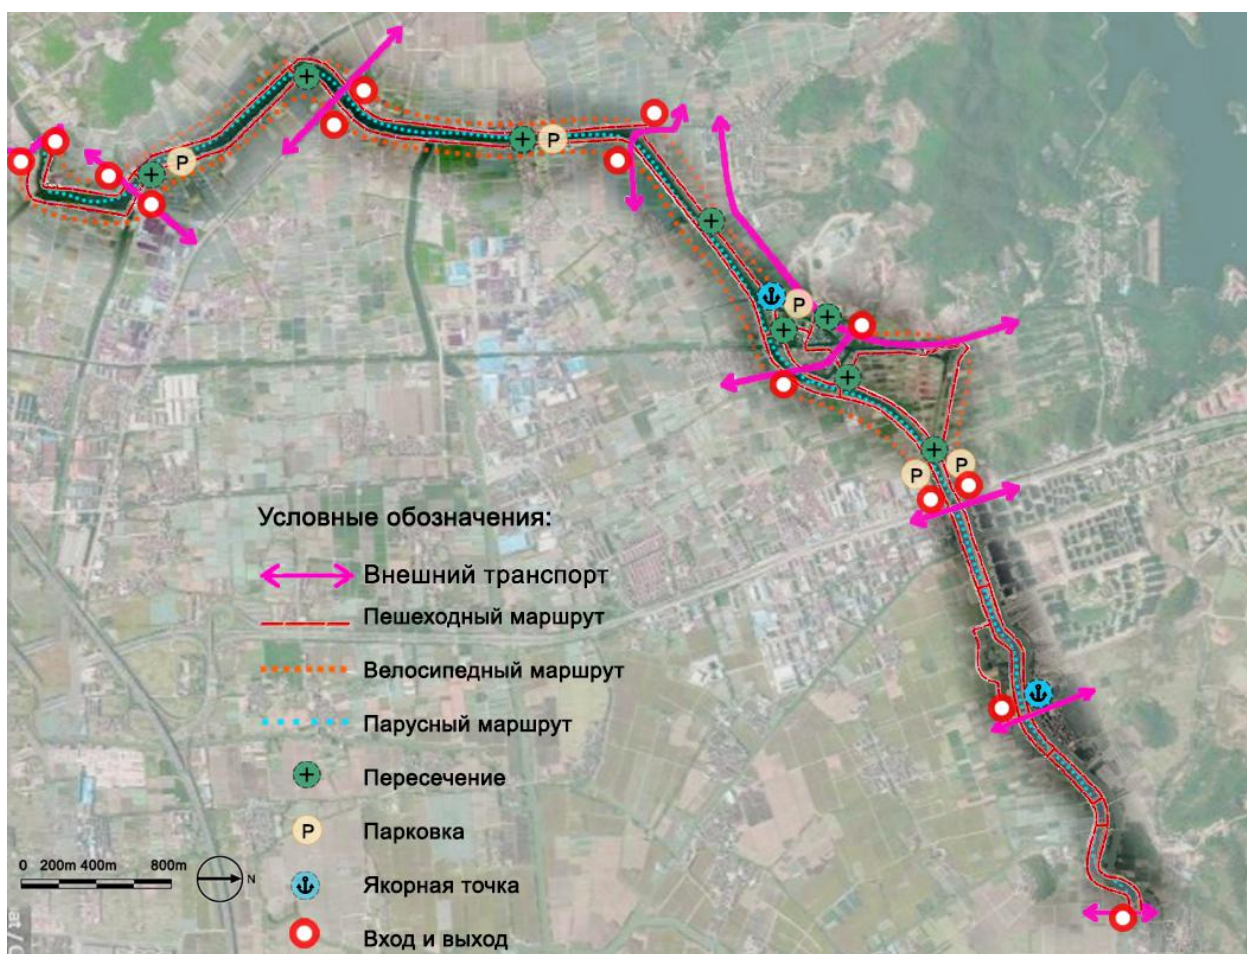 P
P
P
P
P
Условные обозначения:
Внешний транспорт
Пешеходный маршрут
Велосипедный маршрут
Парусный маршрут
Пересечение
P Парковка
Якорная точка
Вход и выход
0 200m 400m 800m
N